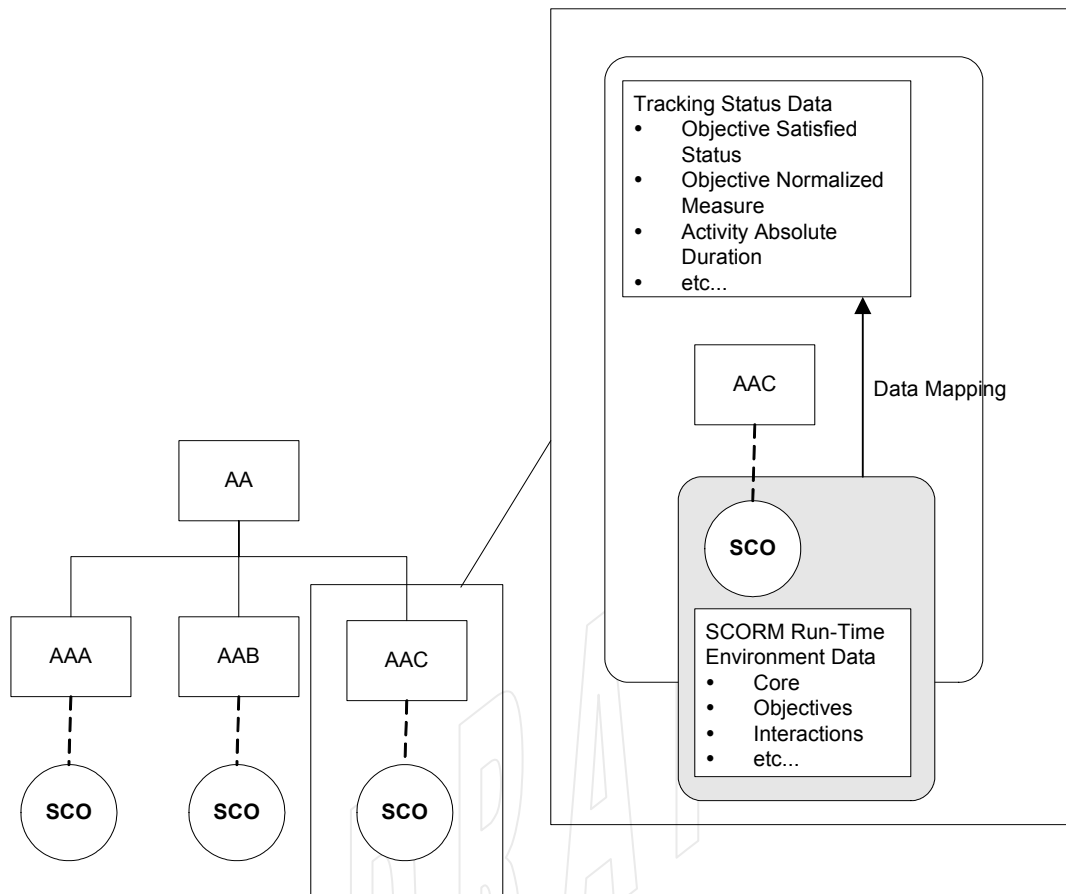 Tracking Status Data
• Objective Satisfied
Status
• Objective Normalized
Measure
• Activity Absolute
Duration
• etc...
AAC
Data Mapping
SCO
SCORM Run-Time
Environment Data
• Core
• Objectives
• Interactions
• etc...
AA
AAA
AAB
AAC
SCO
SCO
SCO